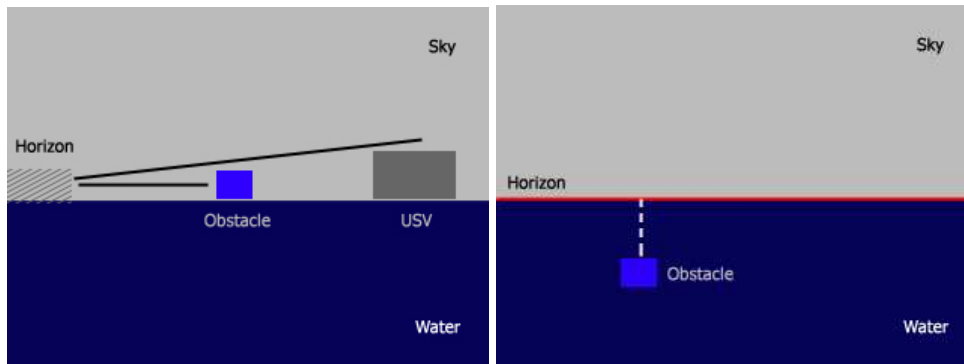 Sky
Horizon
Obstacle
USV
Water
Sky
Horizon
Obstacle
Water